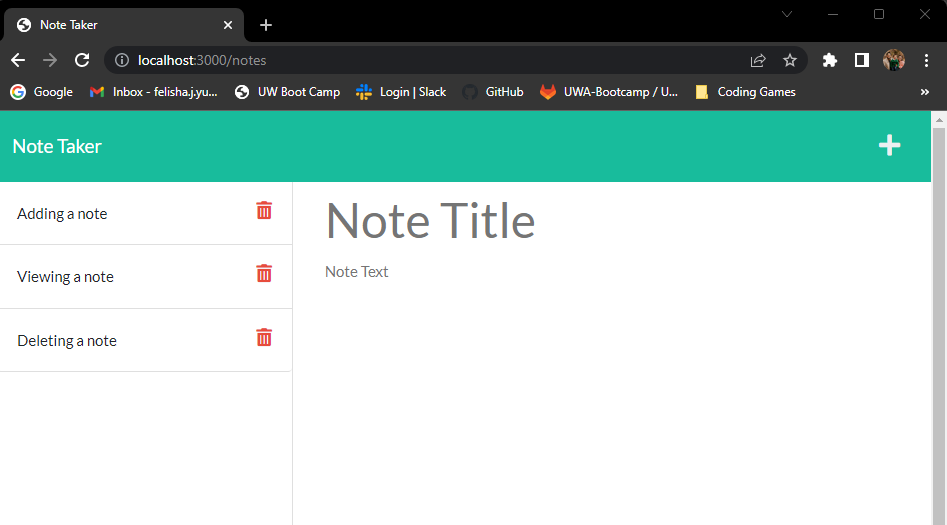 Note Taker
localhost:3000/notes
Google
Inbox - felisha.j.yu...
UW Boot Camp
Login | Slack
GitHub
UWA-Bootcamp / U...
Coding Games
»
Note Taker
Adding a note
Viewing a note
Deleting a note
Note Title
Note Text